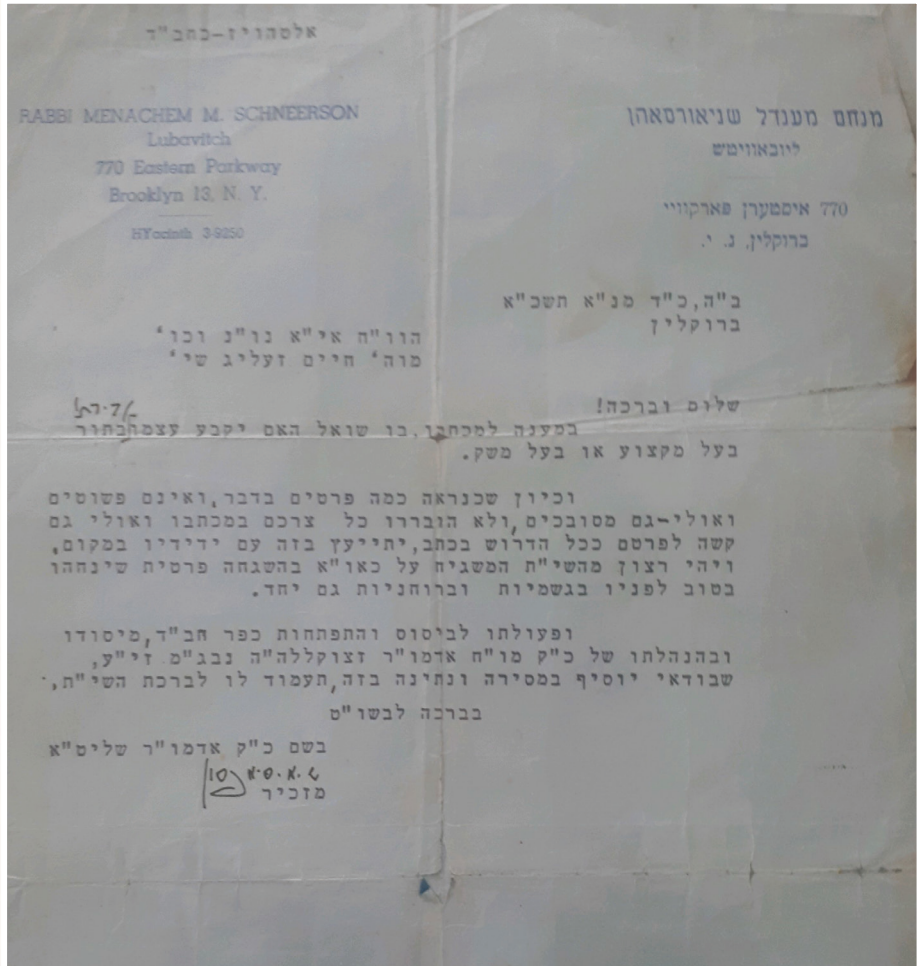 אלטהויז-כחב"ד
RABBI MENACHEM M. SCHNEERSON
Lubavitch
770 Eastern Parkway
Brooklyn 13, N. Y.
HYacinth 3-9250
מנחם מענדל שניאורסאהן
ליובאוויטש
770 איסטערן פארקוויי
ברוקלין, נ. י.
ב"ה, כ"ד מנ"א תשכ"א
ברוקלין
הוו"ח אי"א נו"נ וכו'
מוה' חיים זעליג שי'
שלום וברכה!
במענה למכתבו, בו שואל האם יקבע עצמו בתור
בעל מקצוע או בעל משק.
וכיון שכנראה כמה פרטים בדבר, ואינם פשוטים
ואולי-גם מסובכים, ולא הובררו כל צרכם במכתבו ואולי גם
קשה לפרטם ככל הדרוש בכתב, יתייעץ בזה עם ידידיו במקום.
ויהי רצון מהשי"ת המשגיח על כאו"א בהשגחה פרטית שינחהו
בטוב לפניו בגשמיות וברוחניות גם יחד.
ופעולתו לביסוס והתפתחות כפר חב"ד, מיסודו
ובהנהלתו של כ"ק מו"ח אדמו"ר זצוקללה"ה נבג"מ זי"ע,
שבודאי יוסיף במסירה ונתינה בזה, תעמוד לו לברכת השי"ת.
בברכה לבשו"ט
בשם כ"ק אדמו"ר שליט"א
מזכיר